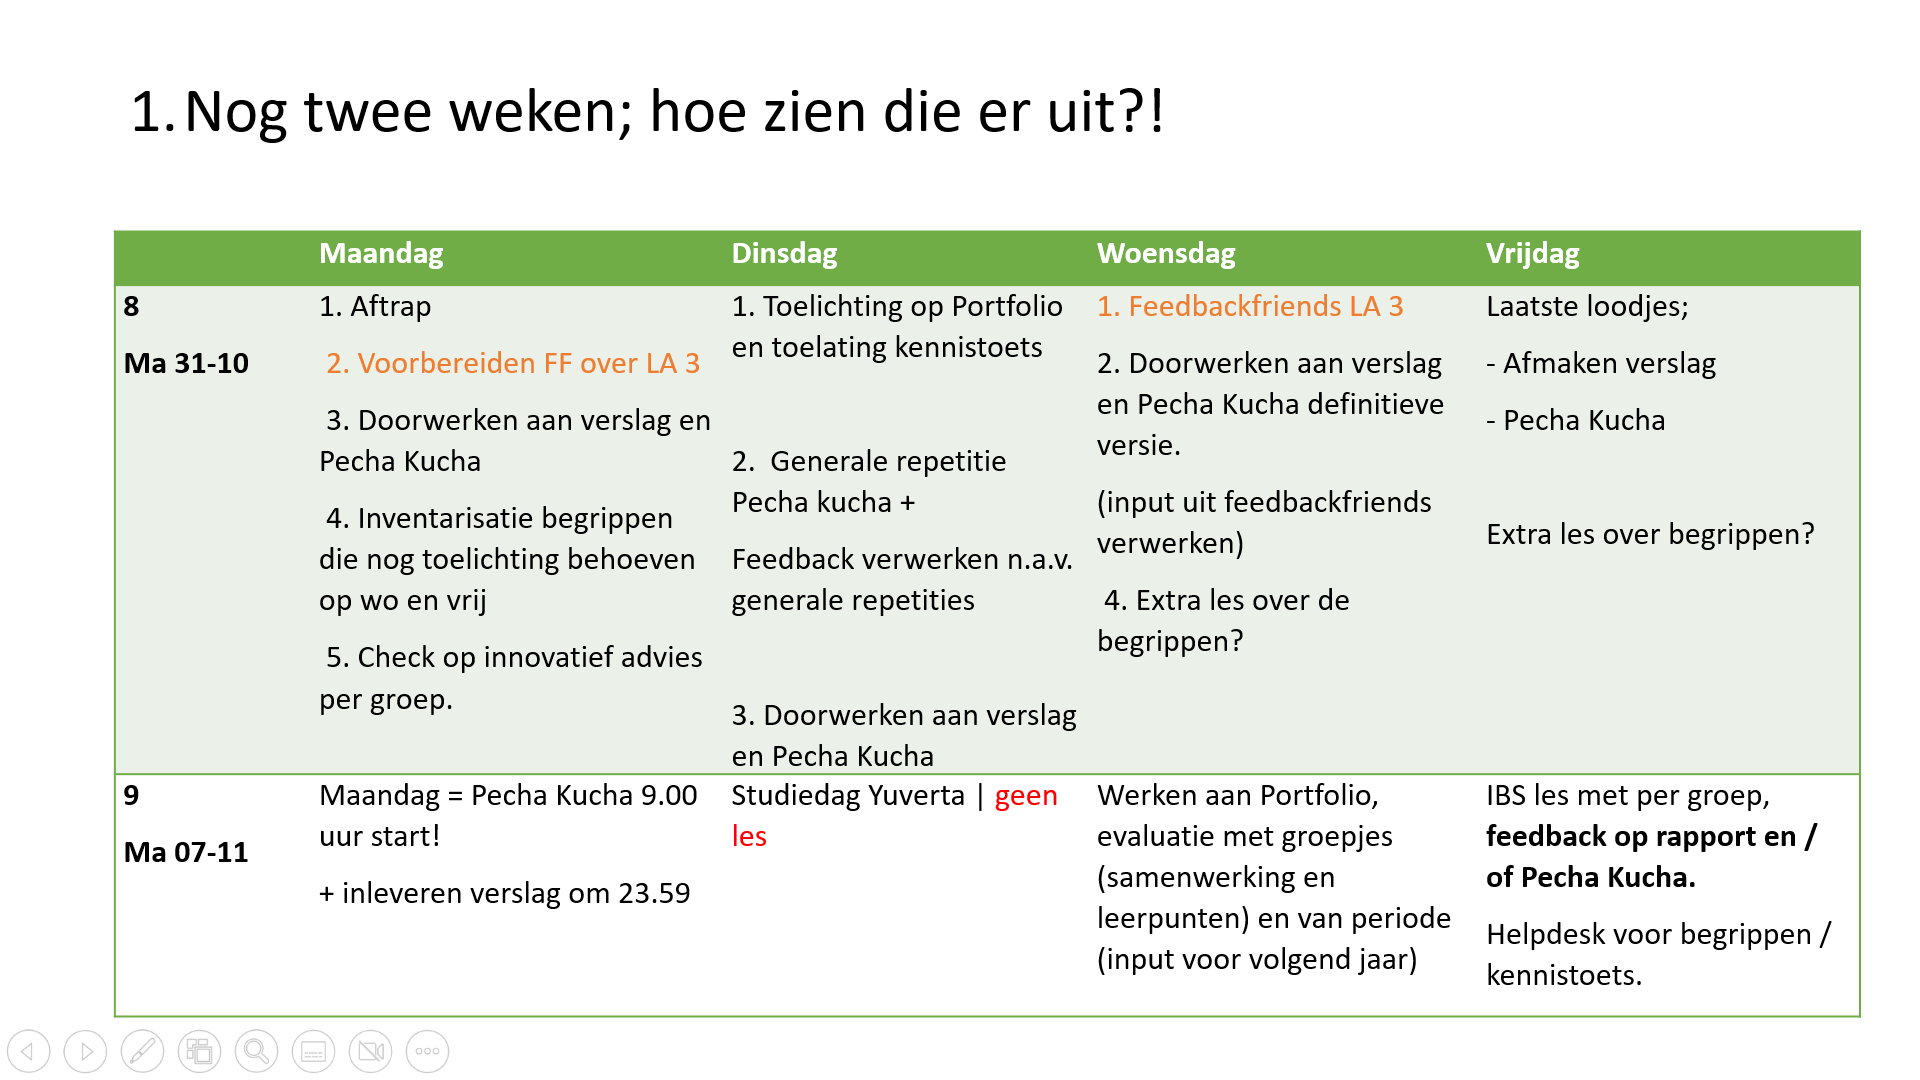 1. Nog twee weken; hoe zien die er uit?!
Maandag
Dinsdag
Woensdag
Vrijdag
8
Ma 31-10
1. Aftrap
2. Voorbereiden FF over LA 3
3. Doorwerken aan verslag en
Pecha Kucha
4. Inventarisatie begrippen
die nog toelichting behoeven
op wo en vrij
5. Check op innovatief advies
per groep.
1. Toelichting op Portfolio
en toelating kennistoets
2.  Generale repetitie
Pecha kucha +
Feedback verwerken n.a.v.
generale repetities
3. Doorwerken aan verslag
en Pecha Kucha
1. Feedbackfriends LA 3
2. Doorwerken aan verslag
en Pecha Kucha definitieve
versie.
(input uit feedbackfriends
verwerken)
4. Extra les over de
begrippen?
Laatste loodjes;
- Afmaken verslag
- Pecha Kucha
Extra les over begrippen?
9
Ma 07-11
Maandag = Pecha Kucha 9.00
uur start!
+ inleveren verslag om 23.59
Studiedag Yuverta | geen
les
Werken aan Portfolio,
evaluatie met groepjes
(samenwerking en
leerpunten) en van periode
(input voor volgend jaar)
IBS les met per groep,
feedback op rapport en /
of Pecha Kucha.
Helpdesk voor begrippen /
kennistoets.